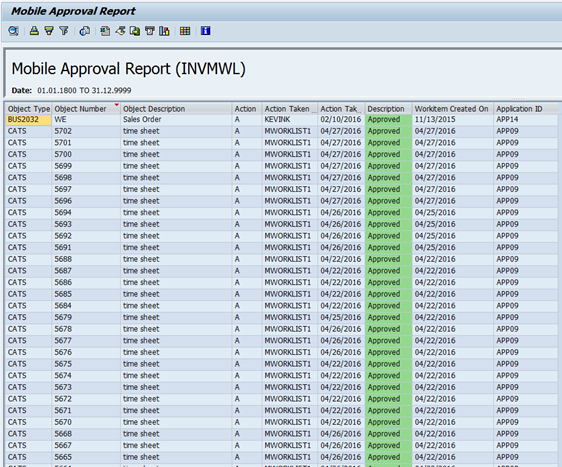 Mobile Approval Report
Mobile Approval Report (INVMWL)
Date: 01.01.1800 TO 31.12.9999
Object Type Object Number Object Description Action Action Taken ... Action Tak... Description Workitem Created On Application ID
BUS2032 WE Sales Order A KEVINK 02/10/2016 Approved 11/13/2015 APP14
CATS 5702 time sheet A MWORKLIST1 04/27/2016 Approved 04/27/2016 APP09
CATS 5701 time sheet A MWORKLIST1 04/27/2016 Approved 04/27/2016 APP09
CATS 5700 time sheet A MWORKLIST1 04/27/2016 Approved 04/27/2016 APP09
CATS 5699 time sheet A MWORKLIST1 04/27/2016 Approved 04/27/2016 APP09
CATS 5698 time sheet A MWORKLIST1 04/27/2016 Approved 04/27/2016 APP09
CATS 5697 time sheet A MWORKLIST1 04/27/2016 Approved 04/27/2016 APP09
CATS 5696 time sheet A MWORKLIST1 04/27/2016 Approved 04/27/2016 APP09
CATS 5694 time sheet A MWORKLIST1 04/26/2016 Approved 04/25/2016 APP09
CATS 5693 time sheet A MWORKLIST1 04/26/2016 Approved 04/25/2016 APP09
CATS 5692 time sheet A MWORKLIST1 04/26/2016 Approved 04/25/2016 APP09
CATS 5691 time sheet A MWORKLIST1 04/26/2016 Approved 04/25/2016 APP09
CATS 5688 time sheet A MWORKLIST1 04/22/2016 Approved 04/22/2016 APP09
CATS 5687 time sheet A MWORKLIST1 04/26/2016 Approved 04/22/2016 APP09
CATS 5686 time sheet A MWORKLIST1 04/22/2016 Approved 04/22/2016 APP09
CATS 5685 time sheet A MWORKLIST1 04/22/2016 Approved 04/22/2016 APP09
CATS 5684 time sheet A MWORKLIST1 04/22/2016 Approved 04/22/2016 APP09
CATS 5679 time sheet A MWORKLIST1 04/25/2016 Approved 04/22/2016 APP09
CATS 5678 time sheet A MWORKLIST1 04/26/2016 Approved 04/22/2016 APP09
CATS 5677 time sheet A MWORKLIST1 04/26/2016 Approved 04/22/2016 APP09
CATS 5676 time sheet A MWORKLIST1 04/22/2016 Approved 04/22/2016 APP09
CATS 5675 time sheet A MWORKLIST1 04/22/2016 Approved 04/22/2016 APP09
CATS 5674 time sheet A MWORKLIST1 04/22/2016 Approved 04/22/2016 APP09
CATS 5673 time sheet A MWORKLIST1 04/22/2016 Approved 04/22/2016 APP09
CATS 5672 time sheet A MWORKLIST1 04/22/2016 Approved 04/22/2016 APP09
CATS 5671 time sheet A MWORKLIST1 04/22/2016 Approved 04/22/2016 APP09
CATS 5670 time sheet A MWORKLIST1 04/22/2016 Approved 04/22/2016 APP09
CATS 5668 time sheet A MWORKLIST1 04/26/2016 Approved 04/22/2016 APP09
CATS 5667 time sheet A MWORKLIST1 04/26/2016 Approved 04/22/2016 APP09
CATS 5665 time sheet A MWORKLIST1 04/26/2016 Approved 04/22/2016 APP09